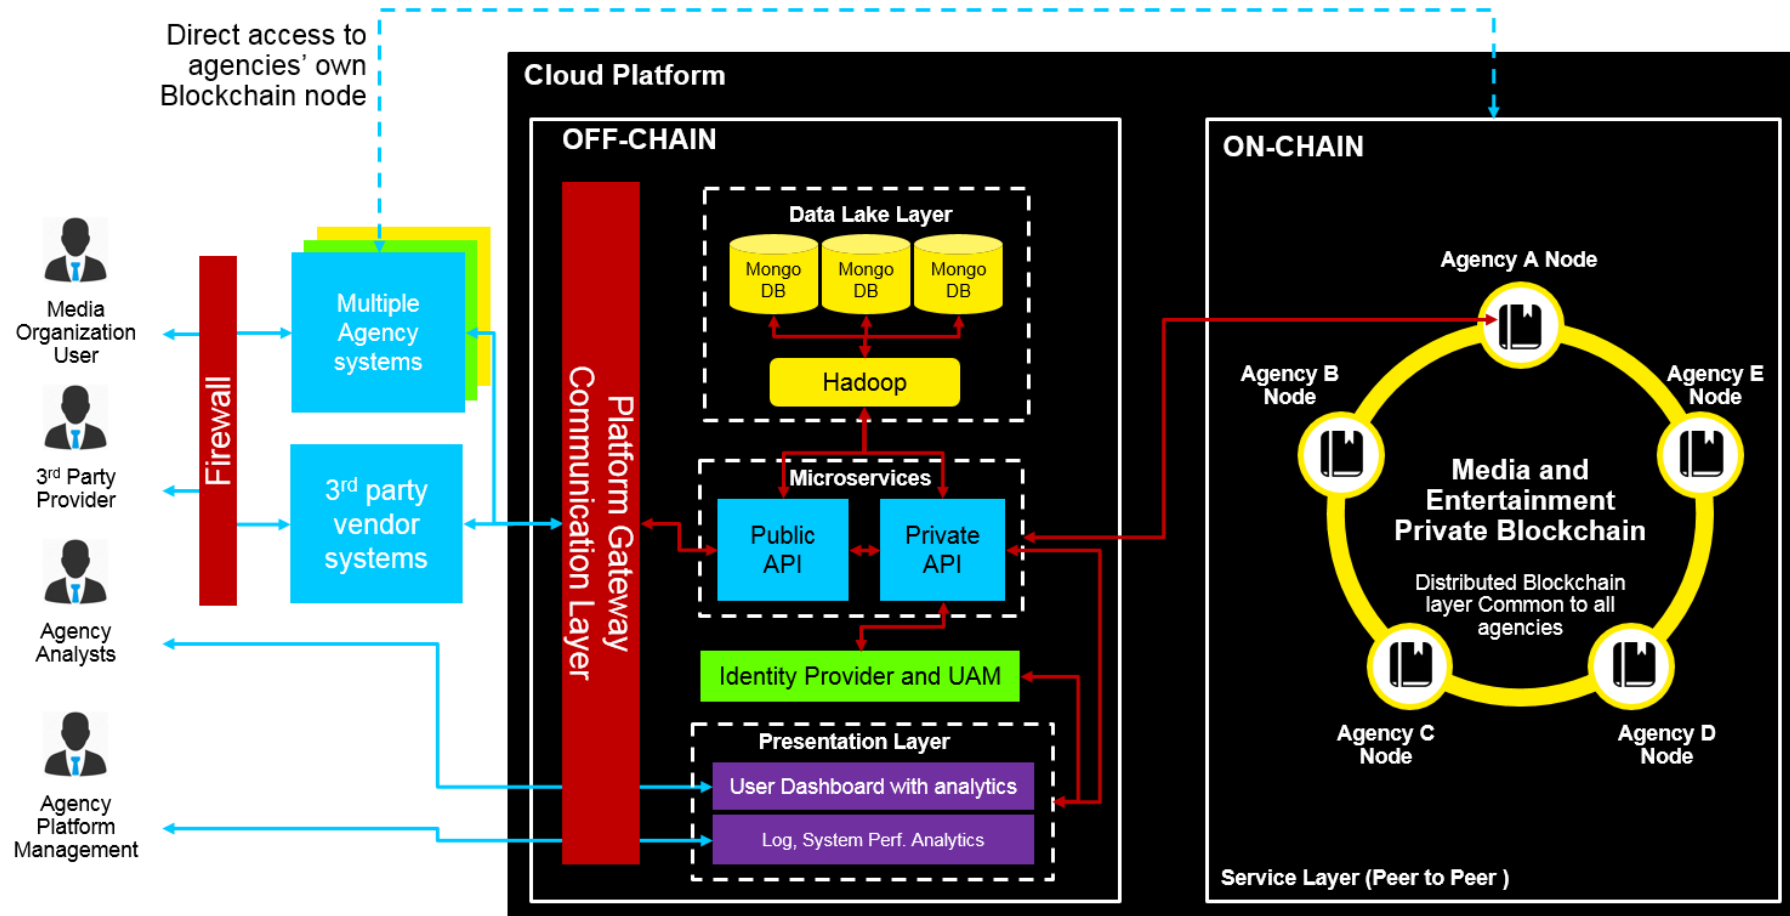 Direct access to
agencies’ own
Blockchain node
Cloud Platform
OFF-CHAIN
ON-CHAIN
Media
Organization
User
3rd Party
Provider
Agency
Analysts
Agency
Platform
Management
Firewall
Multiple
Agency
systems
3rd party
vendor
systems
Platform Gateway
Communication Layer
Data Lake Layer
Mongo
DB
Mongo
DB
Mongo
DB
Hadoop
Microservices
Public
API
Private
API
Identity Provider and UAM
Presentation Layer
User Dashboard with analytics
Log, System Perf. Analytics
Agency A Node
Agency B
Node
Agency E
Node
Media and
Entertainment
Private Blockchain
Distributed Blockchain
layer Common to all
agencies
Agency C
Node
Agency D
Node
Service Layer (Peer to Peer )